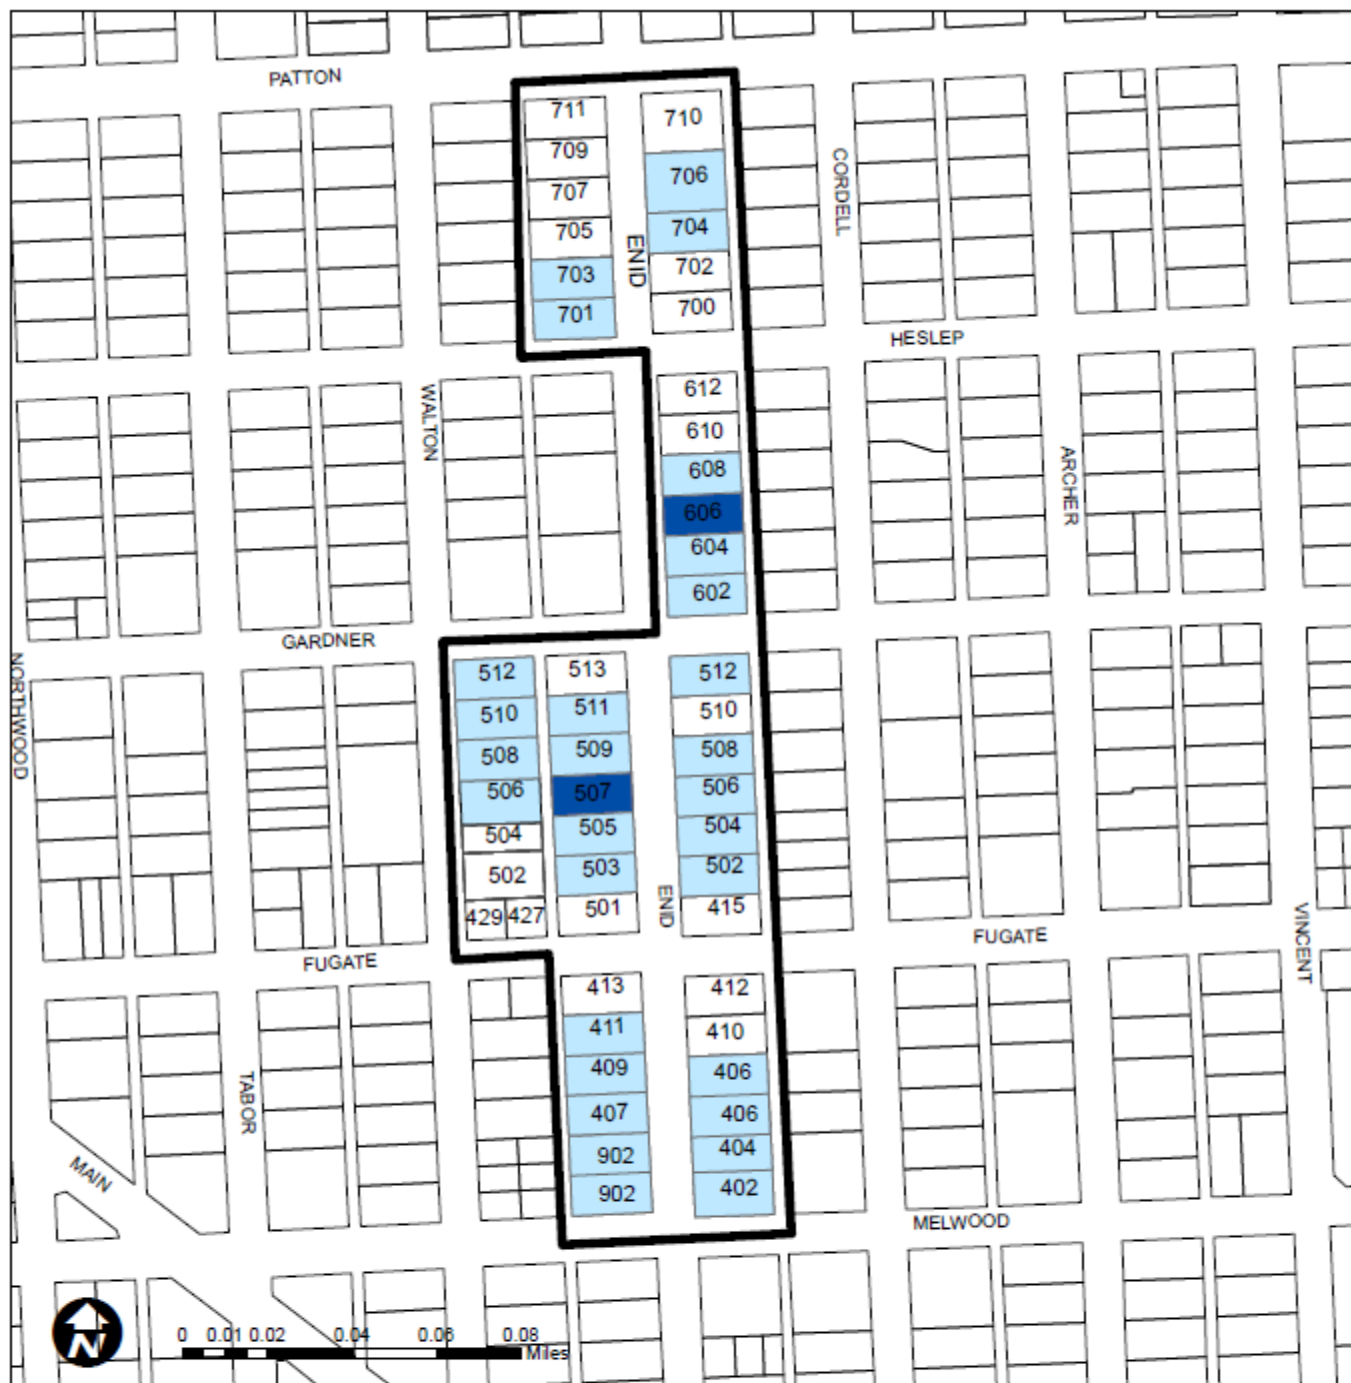 PATTON
711
710
709
706
707
CORDELL
705
704
ENID
703
702
701
700
HESLEP
612
WALTON
610
608
ARCHER
606
604
602
GARDNER
NORTHWOOD
512
513
512
510
511
510
508
509
508
506
507
506
504
505
504
502
503
502
429
427
501
ENID
415
VINCENT
FUGATE
FUGATE
413
412
411
410
409
406
TABOR
407
406
MAIN
902
404
902
402
MELWOOD
N
0 0.01 0.02 0.04 0.06 0.08
Miles